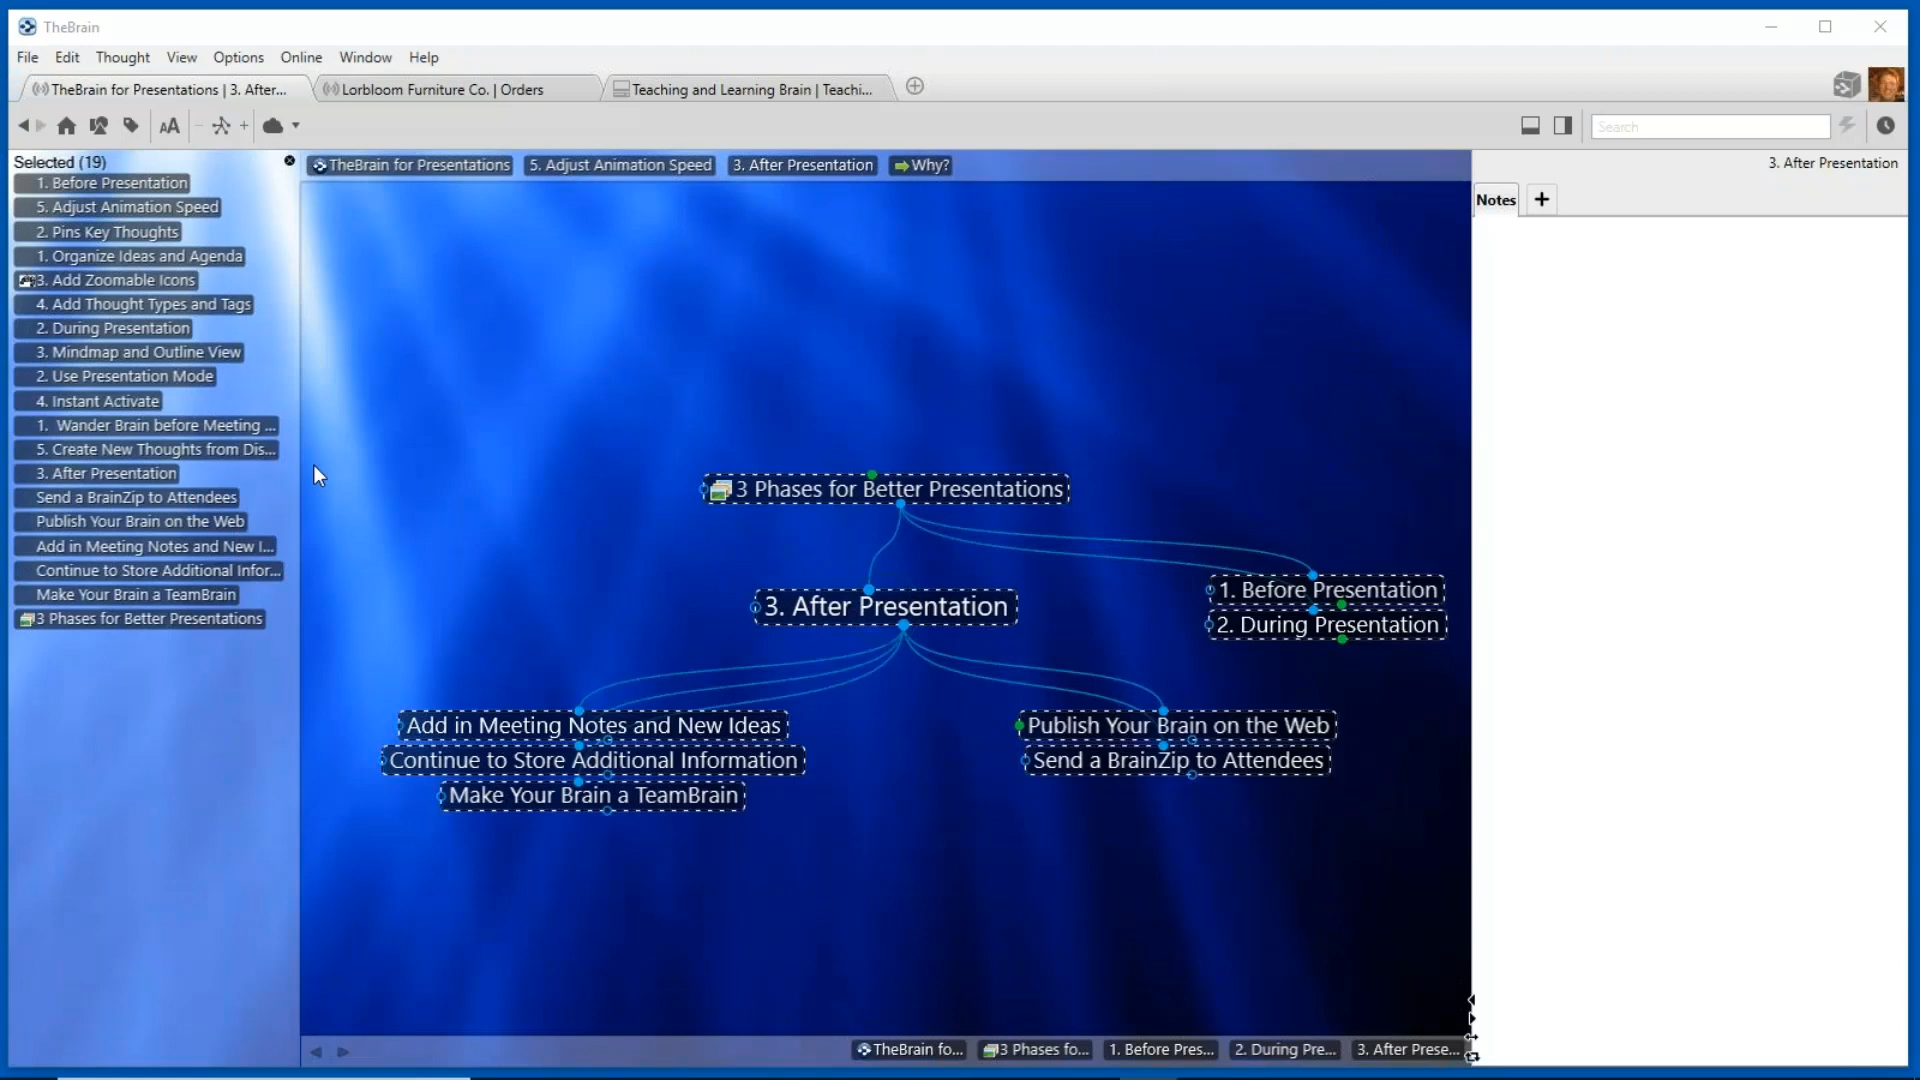 TheBrain
File Edit Thought View Options Online Window Help
TheBrain for Presentations | 3. After...
Lorbloom Furniture Co. | Orders
Teaching and Learning Brain | Teachi...
AA
Search
Selected (19)
1. Before Presentation
5. Adjust Animation Speed
2. Pins Key Thoughts
1. Organize Ideas and Agenda
3. Add Zoomable Icons
4. Add Thought Types and Tags
2. During Presentation
3. Mindmap and Outline View
2. Use Presentation Mode
4. Instant Activate
1. Wander Brain before Meeting ...
5. Create New Thoughts from Dis...
3. After Presentation
Send a BrainZip to Attendees
Publish Your Brain on the Web
Add in Meeting Notes and New I...
Continue to Store Additional Infor...
Make Your Brain a TeamBrain
3 Phases for Better Presentations
TheBrain for Presentations
5. Adjust Animation Speed
3. After Presentation
Why?
3 Phases for Better Presentations
1. Before Presentation
3. After Presentation
2. During Presentation
Add in Meeting Notes and New Ideas
Publish Your Brain on the Web
Continue to Store Additional Information
Send a BrainZip to Attendees
Make Your Brain a TeamBrain
3. After Presentation
Notes
TheBrain fo...
3 Phases fo...
1. Before Pres...
2. During Pre...
3. After Prese...